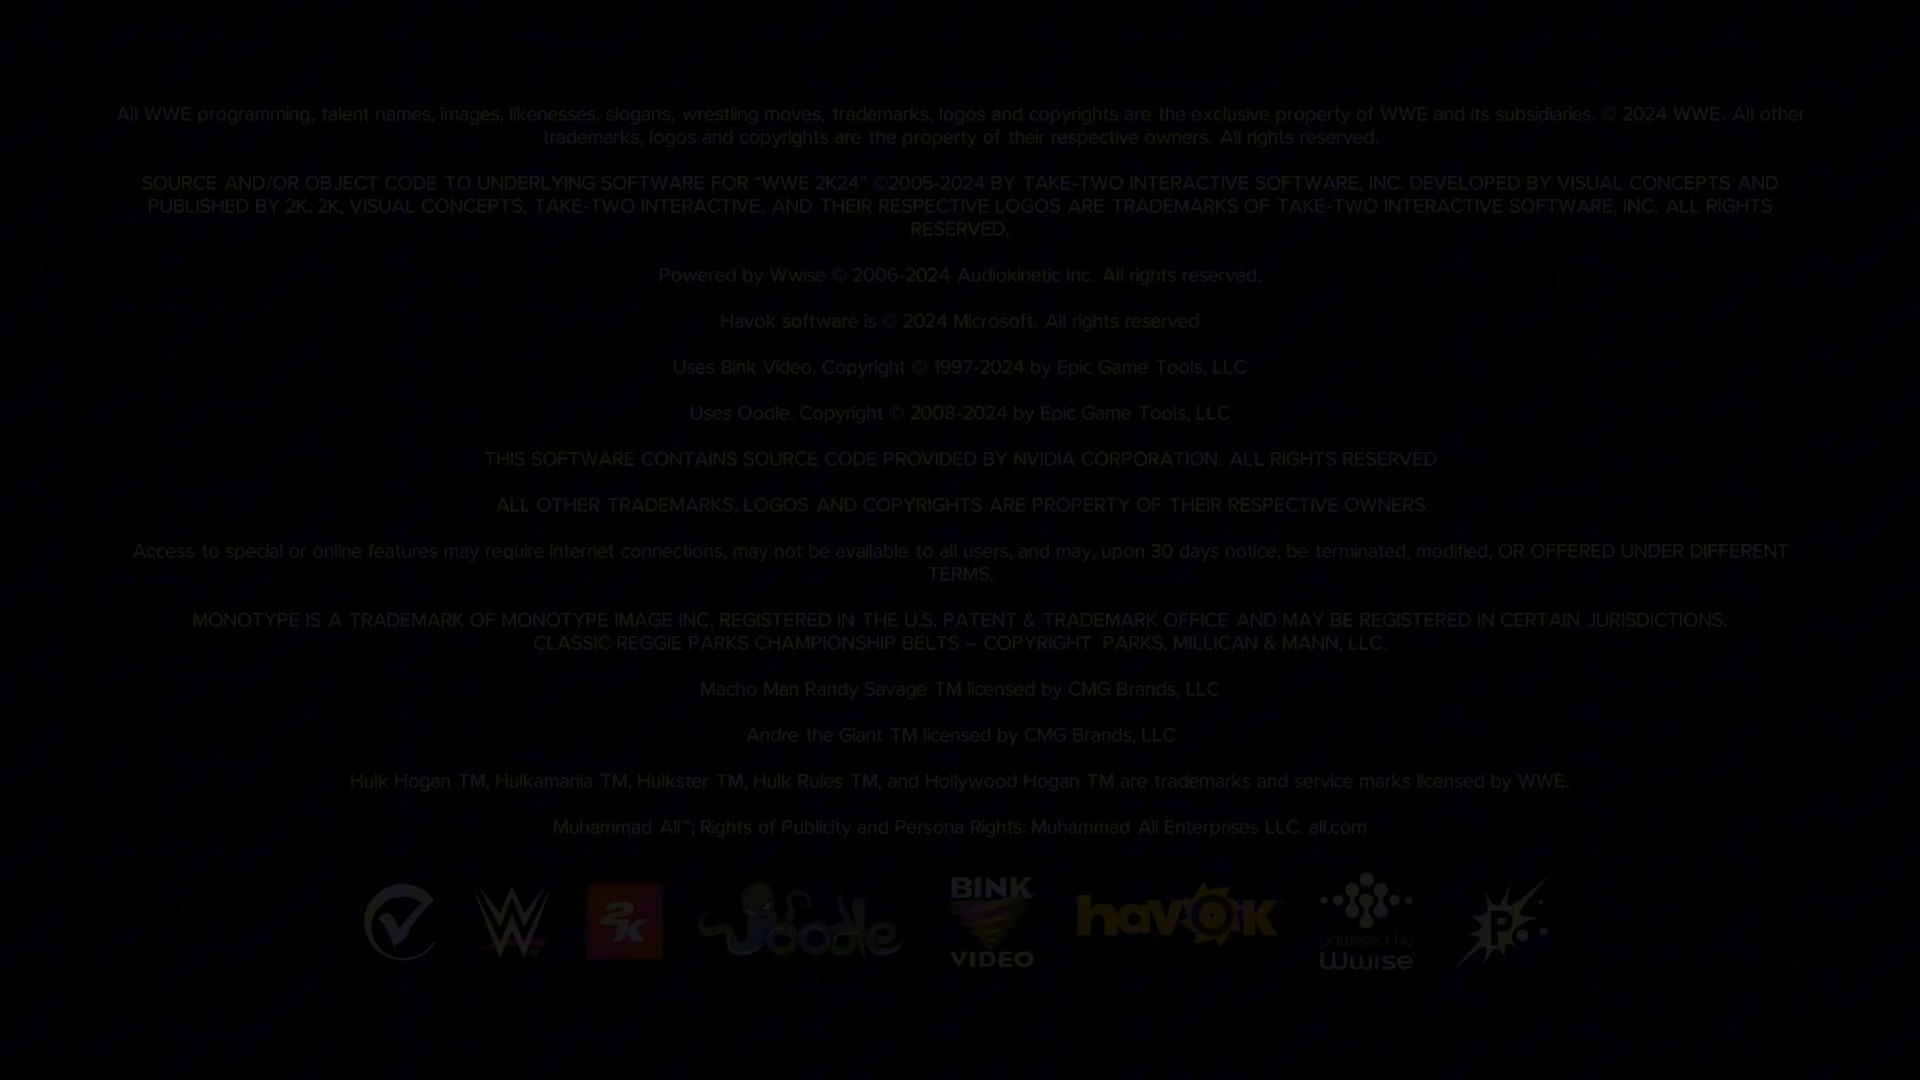 All WWE programming, talent names, images, likenesses, slogans, wrestling moves, trademarks, logos and copyrights are the exclusive property of WWE and its subsidiaries. © 2024 WWE. All other
trademarks, logos and copyrights are the property of their respective owners. All rights reserved.
SOURCE AND/OR OBJECT CODE TO UNDERLYING SOFTWARE FOR “WWE 2K24” ©2005-2024 BY TAKE-TWO INTERACTIVE SOFTWARE, INC. DEVELOPED BY VISUAL CONCEPTS AND
PUBLISHED BY 2K. 2K, VISUAL CONCEPTS, TAKE-TWO INTERACTIVE. AND THEIR RESPECTIVE LOGOS ARE TRADEMARKS OF TAKE-TWO INTERACTIVE SOFTWARE, INC. ALL RIGHTS
RESERVED.
Powered by Wwise © 2006-2024 Audiokinetic Inc. All rights reserved.
Havok software is © 2024 Microsoft. All rights reserved
Uses Bink Video. Copyright © 1997-2024 by Epic Game Tools, LLC
Uses Oodle. Copyright © 2008-2024 by Epic Game Tools, LLC
THIS SOFTWARE CONTAINS SOURCE CODE PROVIDED BY NVIDIA CORPORATION. ALL RIGHTS RESERVED
ALL OTHER TRADEMARKS, LOGOS AND COPYRIGHTS ARE PROPERTY OF THEIR RESPECTIVE OWNERS
Access to special or online features may require internet connections, may not be available to all users, and may, upon 30 days notice, be terminated, modified, OR OFFERED UNDER DIFFERENT
TERMS.
MONOTYPE IS A TRADEMARK OF MONOTYPE IMAGE INC. REGISTERED IN THE U.S. PATENT & TRADEMARK OFFICE AND MAY BE REGISTERED IN CERTAIN JURISDICTIONS.
CLASSIC REGGIE PARKS CHAMPIONSHIP BELTS – COPYRIGHT PARKS, MILLICAN & MANN, LLC.
Macho Man Randy Savage TM licensed by CMG Brands, LLC
Andre the Giant TM licensed by CMG Brands, LLC
Hulk Hogan TM, Hulkamania TM, Hulkster TM, Hulk Rules TM, and Hollywood Hogan TM are trademarks and service marks licensed by WWE.
Muhammad Ali™; Rights of Publicity and Persona Rights: Muhammad Ali Enterprises LLC. ali.com
W 2K oodle BINK VIDEO havok powered by Wwise P